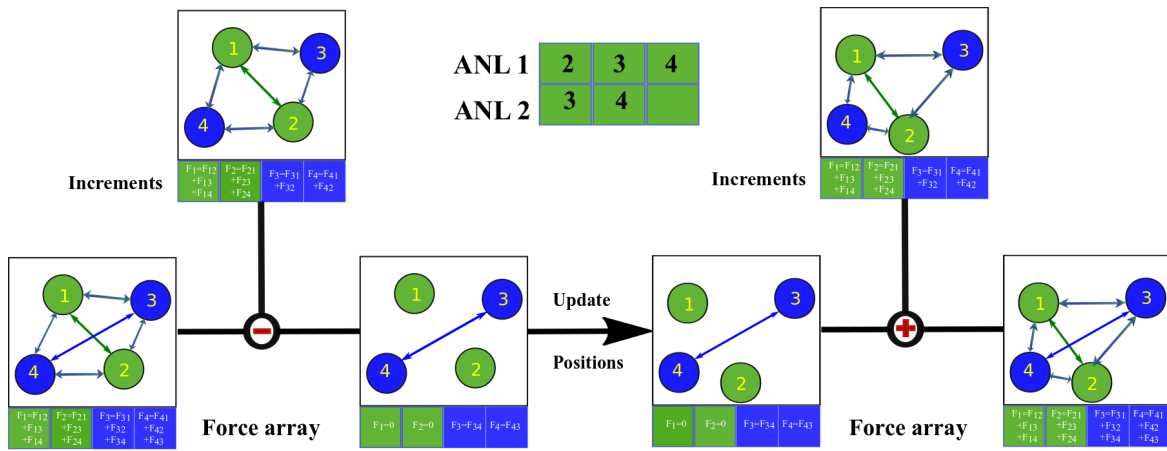 1
3
4
2
F₁=F₁₂
+F₁₃
+F₁₄
F₂=F₂₁
+F₂₃
+F₂₄
F₃=F₃₁
+F₃₂
F₄=F₄₁
+F₄₂
Increments
ANL 1 2 3 4
ANL 2 3 4
1
3
4
2
F₁=F₁₂
+F₁₃
+F₁₄
F₂=F₂₁
+F₂₃
+F₂₄
F₃=F₃₁
+F₃₂
F₄=F₄₁
+F₄₂
Increments
1
3
4
2
F₁=F₁₂
+F₁₃
+F₁₄
F₂=F₂₁
+F₂₃
+F₂₄
F₃=F₃₁
+F₃₂
+F₃₄
F₄=F₄₁
+F₄₂
+F₄₃
−
Force array
1
3
4
2
F₁=0 F₂=0 F₃=F₃₄ F₄=F₄₃
Update
Positions
1
3
4
2
F₁=0 F₂=0 F₃=F₃₄ F₄=F₄₃
+
Force array
1
3
4
2
F₁=F₁₂
+F₁₃
+F₁₄
F₂=F₂₁
+F₂₃
+F₂₄
F₃=F₃₁
+F₃₂
+F₃₄
F₄=F₄₁
+F₄₂
+F₄₃